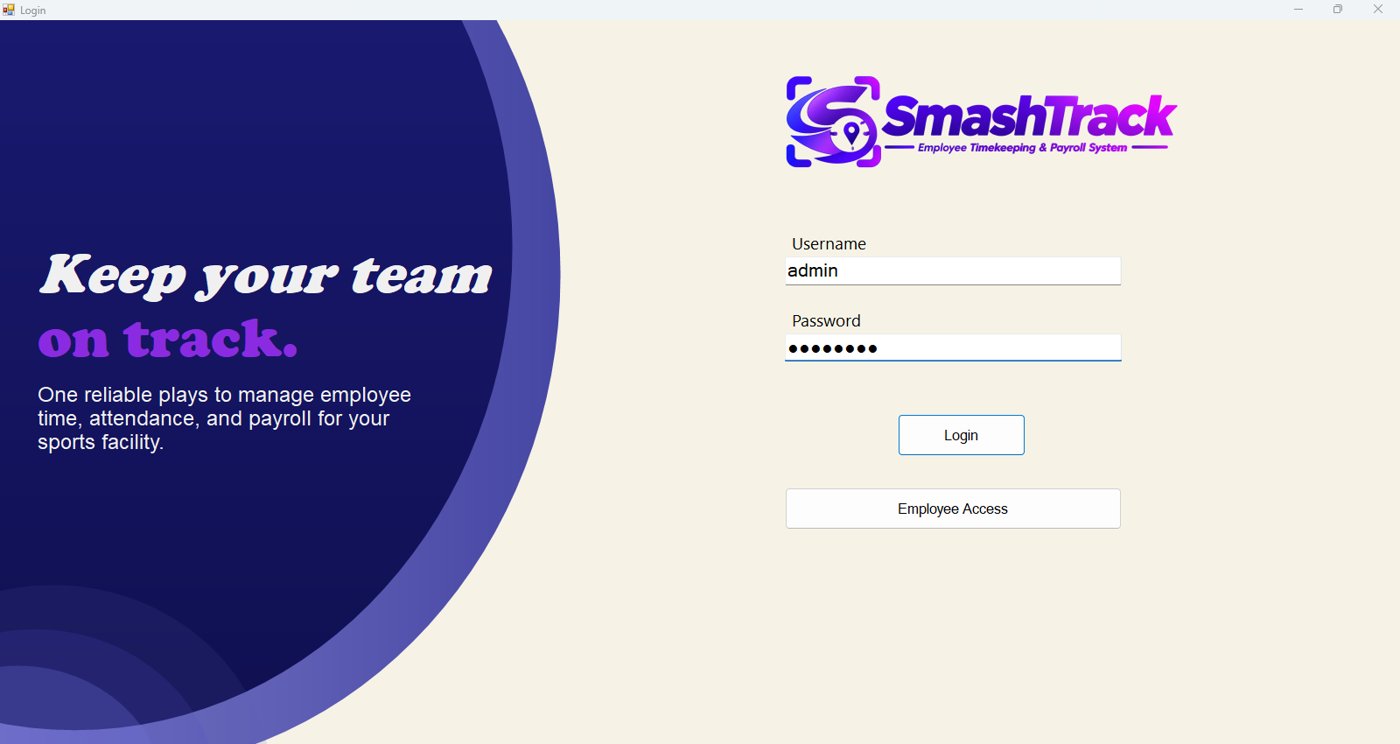 Login
SmashTrack
Employee Timekeeping & Payroll System
Keep your team
on track.
One reliable plays to manage employee
time, attendance, and payroll for your
sports facility.
Username
admin
Password
••••••••
Login
Employee Access